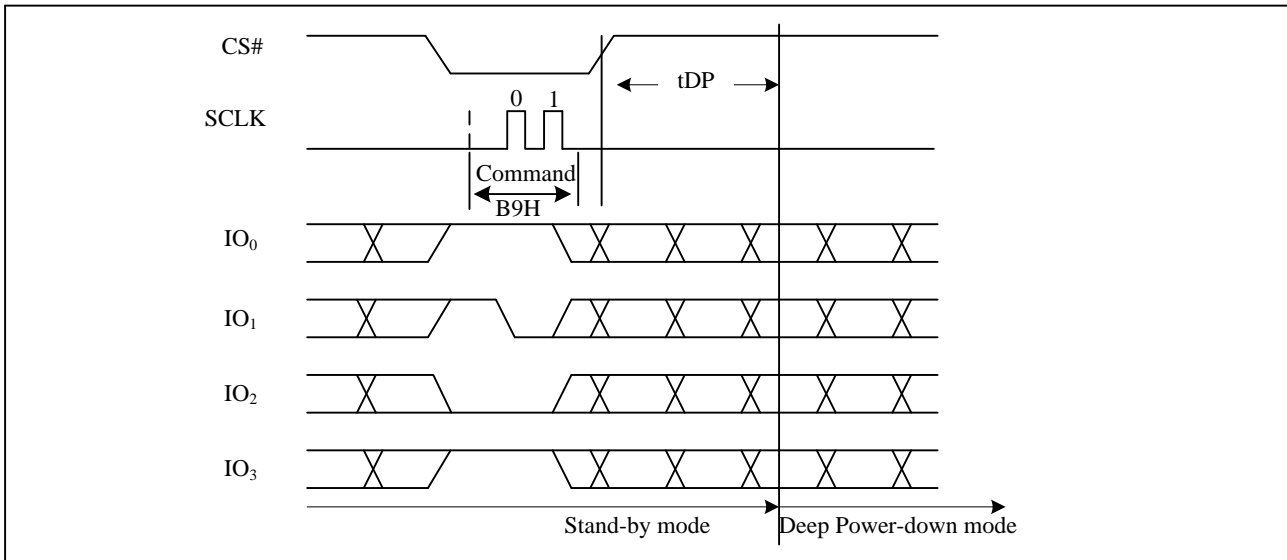 CS#
tDP
0 1
SCLK
Command
B9H
IO0
IO1
IO2
IO3
Stand-by mode Deep Power-down mode